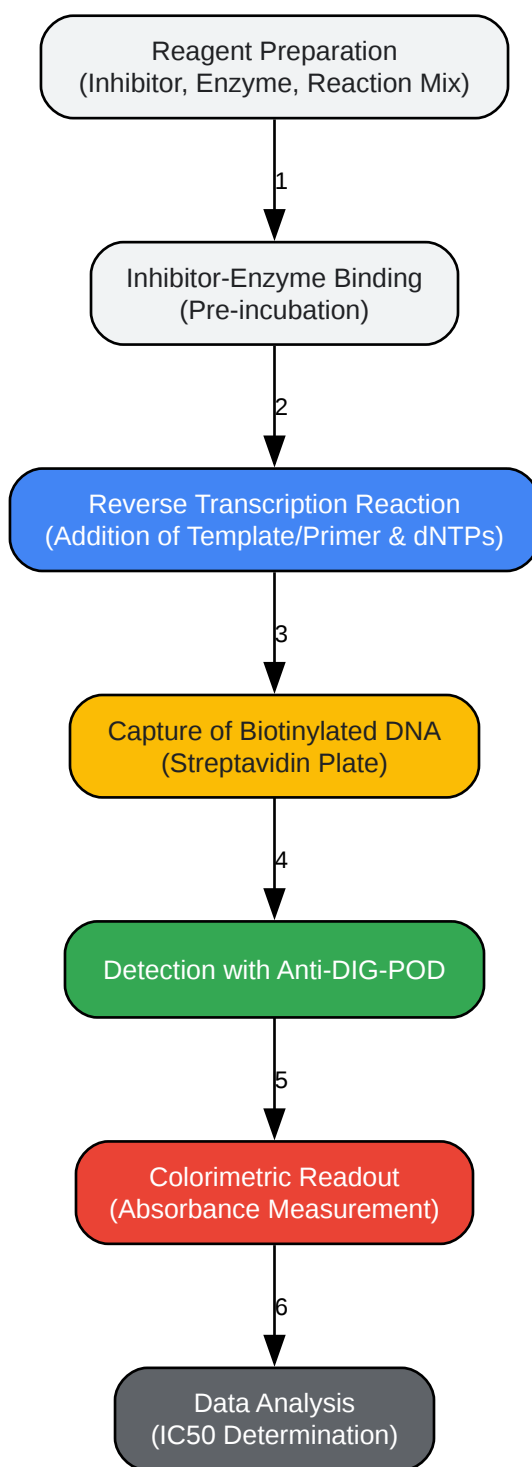 Reagent Preparation
(Inhibitor, Enzyme, Reaction Mix)
1
Inhibitor-Enzyme Binding
(Pre-incubation)
2
Reverse Transcription Reaction
(Addition of Template/Primer & dNTPs)
3
Capture of Biotinylated DNA
(Streptavidin Plate)
4
Detection with Anti-DIG-POD
5
Colorimetric Readout
(Absorbance Measurement)
6
Data Analysis
(IC50 Determination)